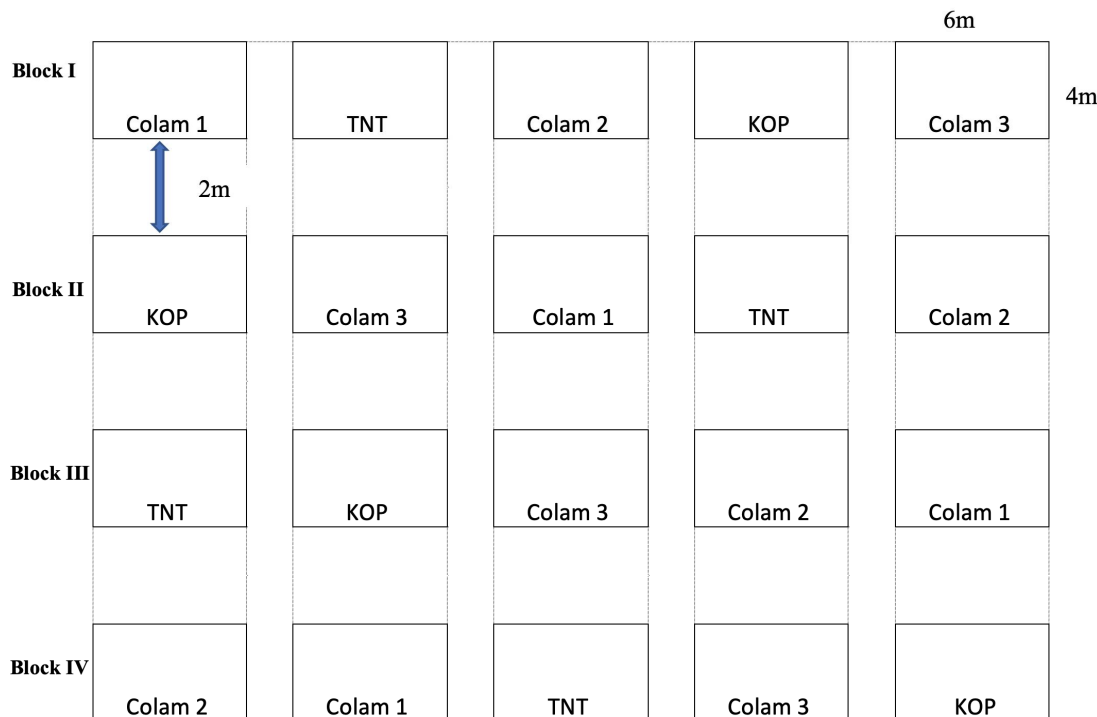 6m
Block I
4m
Colam 1 TNT Colam 2 KOP Colam 3
2m
Block II
KOP Colam 3 Colam 1 TNT Colam 2
Block III
TNT KOP Colam 3 Colam 2 Colam 1
Block IV
Colam 2 Colam 1 TNT Colam 3 KOP